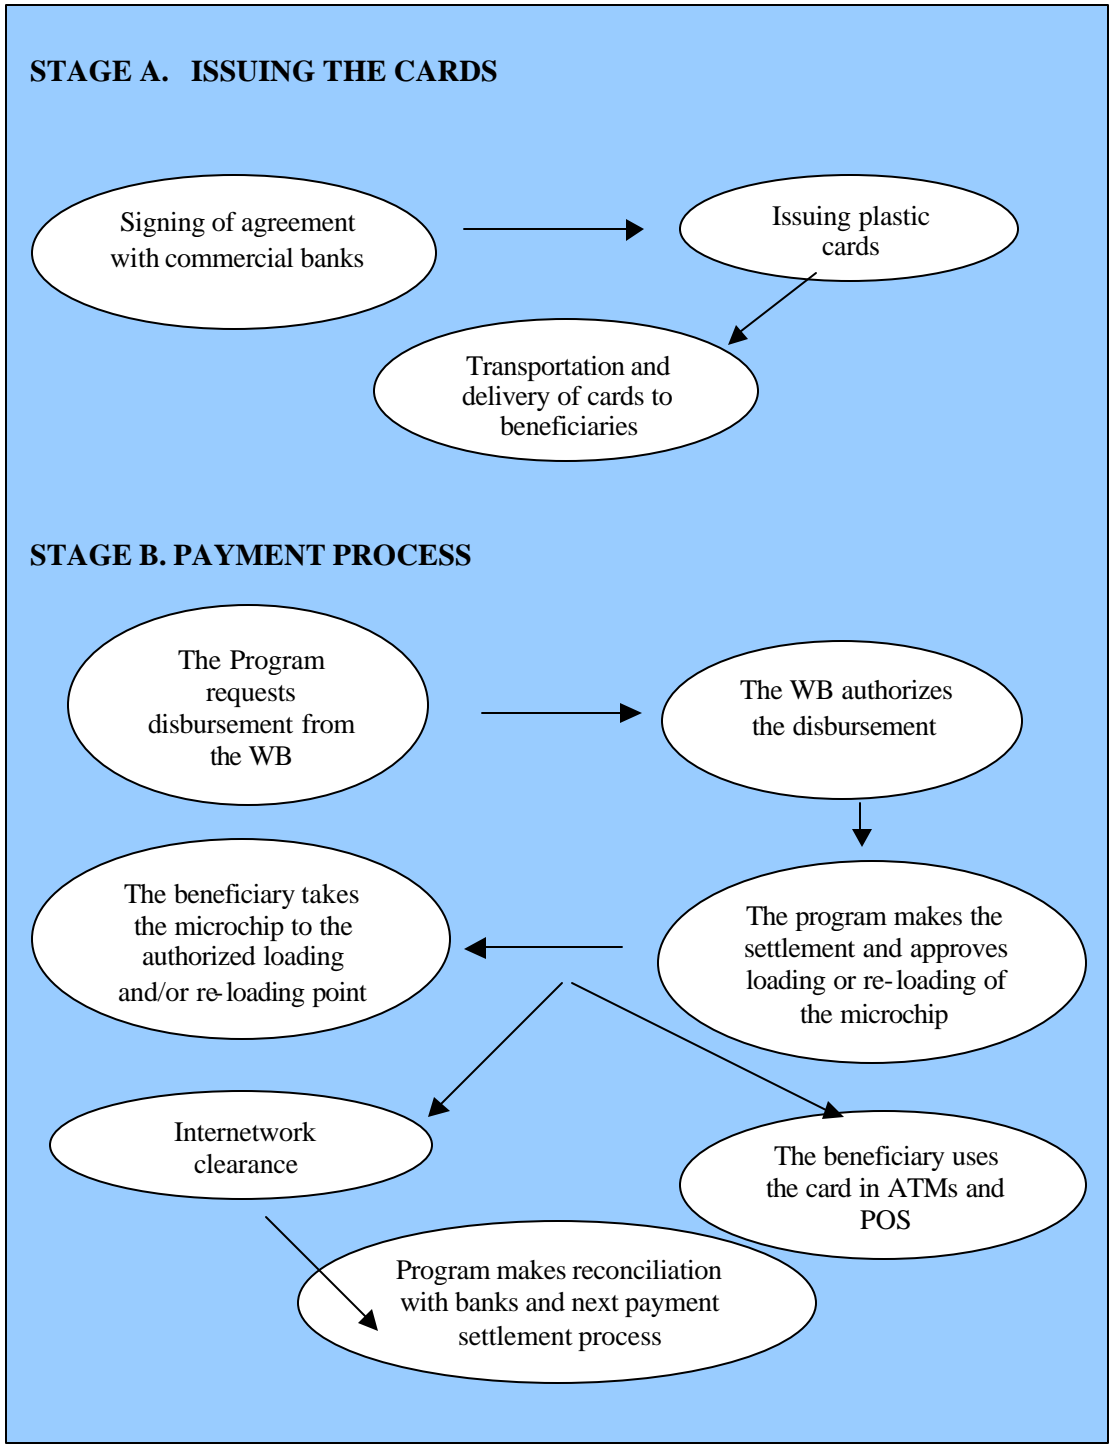 STAGE A. ISSUING THE CARDS
Signing of agreement
with commercial banks
Issuing plastic
cards
Transportation and
delivery of cards to
beneficiaries
STAGE B. PAYMENT PROCESS
The Program
requests
disbursement from
the WB
The WB authorizes
the disbursement
The beneficiary takes
the microchip to the
authorized loading
and/or re-loading point
The program makes the
settlement and approves
loading or re-loading of
the microchip
Internetwork
clearance
The beneficiary uses
the card in ATMs and
POS
Program makes reconciliation
with banks and next payment
settlement process